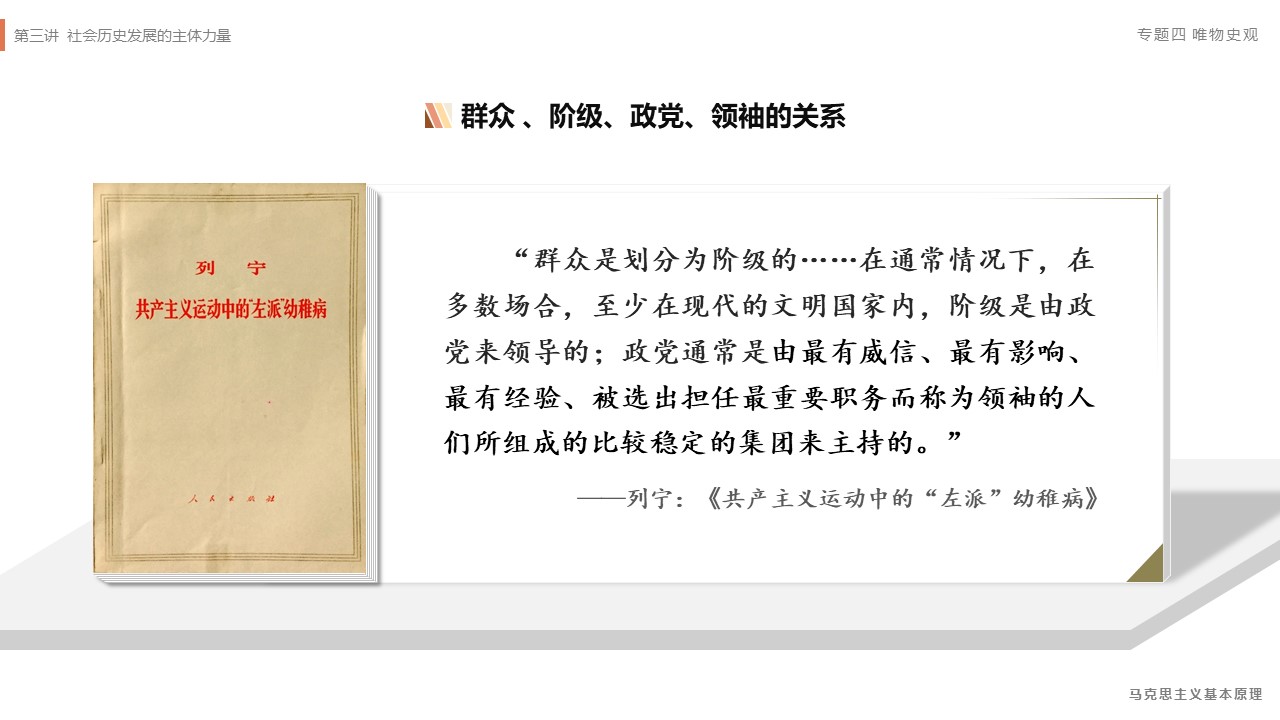 第三讲 社会历史发展的主体力量
专题四 唯物史观
群众 、阶级、政党、领袖的关系
列 宁
共产主义运动中的“左派”幼稚病
人民出版社
“群众是划分为阶级的……在通常情况下，在
多数场合，至少在现代的文明国家内，阶级是由政
党来领导的；政党通常是由最有威信、最有影响、
最有经验、被选出担任最重要职务而称为领袖的人
们所组成的比较稳定的集团来主持的。”
——列宁：《共产主义运动中的“左派”幼稚病》
马克思主义基本原理